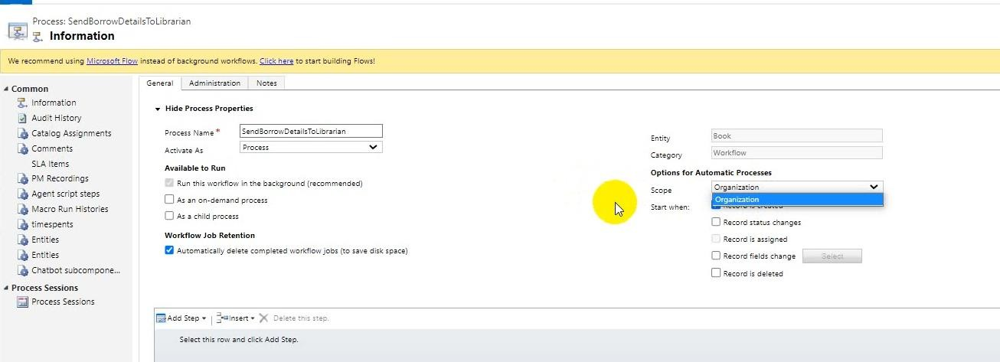 Process: SendBorrowDetailsToLibrarian
Information
We recommend using Microsoft Flow instead of background workflows. Click here to start building Flows!
Common
Information
Audit History
Catalog Assignments
Comments
SLA Items
PM Recordings
Agent script steps
Macro Run Histories
timespents
Entities
Entities
Chatbot subcompone...
Process Sessions
Process Sessions
General Administration Notes
Hide Process Properties
Process Name * SendBorrowDetailsToLibrarian
Activate As Process
Available to Run
Run this workflow in the background (recommended)
As an on-demand process
As a child process
Workflow Job Retention
Automatically delete completed workflow jobs (to save disk space)
Entity Book
Category Workflow
Options for Automatic Processes
Scope Organization
Organization
Start when: Record is created
Record status changes
Record is assigned
Record fields change Select
Record is deleted
Add Step Insert Delete this step.
Select this row and click Add Step.